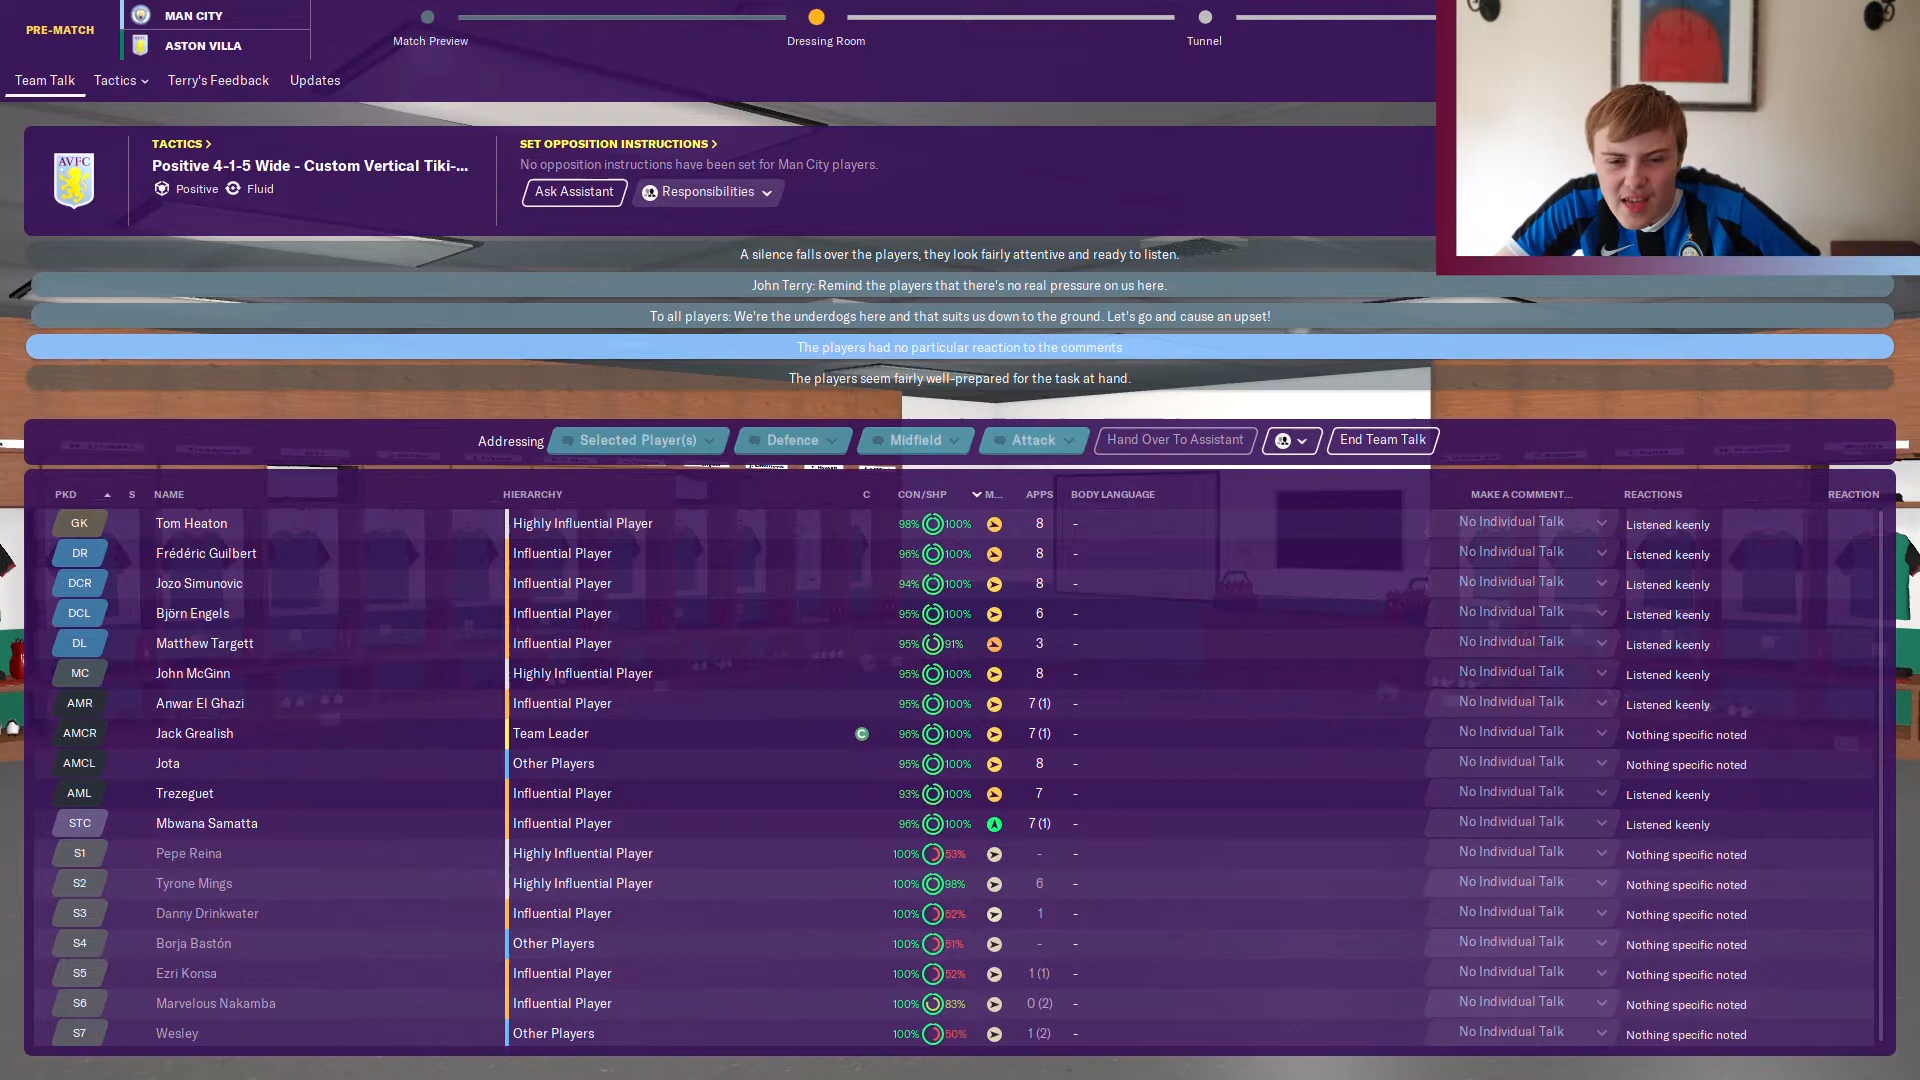 PRE-MATCH
MAN CITY
ASTON VILLA
Match Preview
Dressing Room
Tunnel
Team Talk Tactics Terry's Feedback Updates
AVFC
TACTICS >
Positive 4-1-5 Wide - Custom Vertical Tiki-...
Positive Fluid
SET OPPOSITION INSTRUCTIONS >
No opposition instructions have been set for Man City players.
Ask Assistant Responsibilities
A silence falls over the players, they look fairly attentive and ready to listen.
John Terry: Remind the players that there's no real pressure on us here.
To all players: We're the underdogs here and that suits us down to the ground. Let's go and cause an upset!
The players had no particular reaction to the comments
The players seem fairly well-prepared for the task at hand.
Addressing Selected Player(s) Defence Midfield Attack Hand Over To Assistant End Team Talk
PKD S NAME HIERARCHY C CON/SHP M... APPS BODY LANGUAGE MAKE A COMMENT... REACTIONS REACTION
GK Tom Heaton Highly Influential Player 98% 100% 8 - No Individual Talk Listened keenly
DR Frédéric Guilbert Influential Player 96% 100% 8 - No Individual Talk Listened keenly
DCR Jozo Simunovic Influential Player 94% 100% 8 - No Individual Talk Listened keenly
DCL Björn Engels Influential Player 95% 100% 6 - No Individual Talk Listened keenly
DL Matthew Targett Influential Player 95% 91% 3 - No Individual Talk Listened keenly
MC John McGinn Highly Influential Player 95% 100% 8 - No Individual Talk Listened keenly
AMR Anwar El Ghazi Influential Player 95% 100% 7 (1) - No Individual Talk Listened keenly
AMCR Jack Grealish Team Leader C 96% 100% 7 (1) - No Individual Talk Nothing specific noted
AMCL Jota Other Players 95% 100% 8 - No Individual Talk Nothing specific noted
AML Trezeguet Influential Player 93% 100% 7 - No Individual Talk Listened keenly
STC Mbwana Samatta Influential Player 96% 100% 7 (1) - No Individual Talk Listened keenly
S1 Pepe Reina Highly Influential Player 100% 53% - - No Individual Talk Nothing specific noted
S2 Tyrone Mings Highly Influential Player 100% 98% 6 - No Individual Talk Nothing specific noted
S3 Danny Drinkwater Influential Player 100% 52% 1 - No Individual Talk Nothing specific noted
S4 Borja Bastón Other Players 100% 51% - - No Individual Talk Nothing specific noted
S5 Ezri Konsa Influential Player 100% 52% 1 (1) - No Individual Talk Nothing specific noted
S6 Marvelous Nakamba Influential Player 100% 83% 0 (2) - No Individual Talk Nothing specific noted
S7 Wesley Other Players 100% 50% 1 (2) - No Individual Talk Nothing specific noted